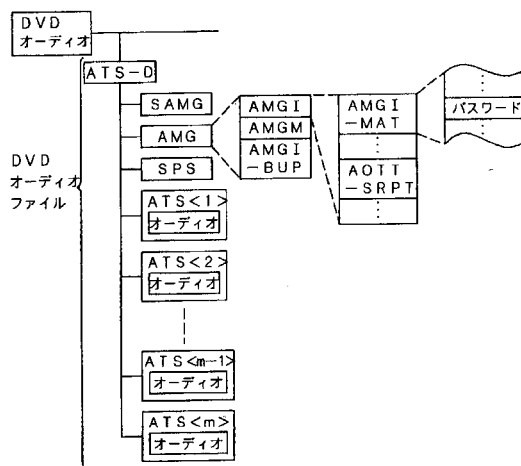 DVD
オーディオ
ATS-D
SAMG
AMG
SPS
ATS<1>
オーディオ
ATS<2>
オーディオ
ATS<m-1>
オーディオ
ATS<m>
オーディオ
DVD
オーディオ
ファイル
AMGI
AMGM
AMGI
-BUP
AMGI
-MAT
⋮
AOTT
-SRPT
⋮
⋮
パスワード
⋮